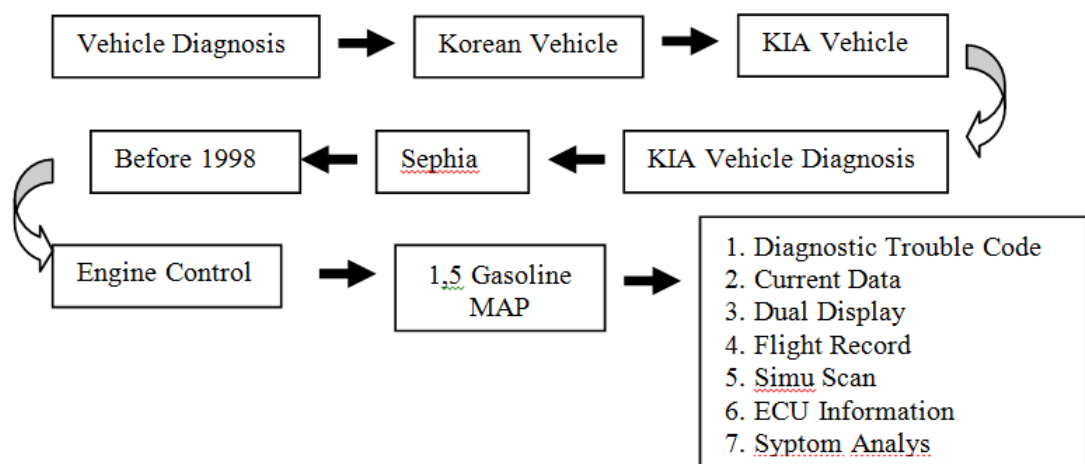 Vehicle Diagnosis
Korean Vehicle
KIA Vehicle
KIA Vehicle Diagnosis
Sephia
Before 1998
Engine Control
1,5 Gasoline
MAP
1. Diagnostic Trouble Code
2. Current Data
3. Dual Display
4. Flight Record
5. Simu Scan
6. ECU Information
7. Syptom Analys